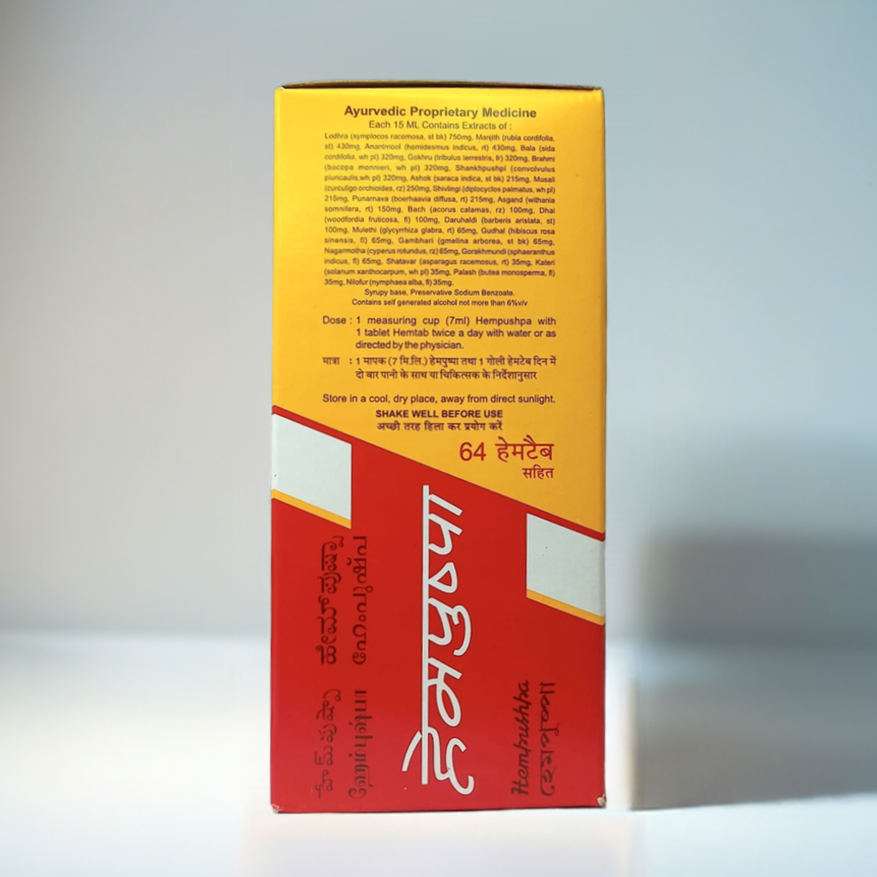 Ayurvedic Proprietary Medicine
Each 15 ML Contains Extracts of :
Lodhra (symplocos racemosa, st bk) 750mg, Manjith (rubia cordifolia,
st) 430mg, Anantmool (hemidesmus indicus, rt) 430mg, Bala (sida
cordifolia, wh pl) 320mg, Gokhru (tribulus terrestris, fr) 320mg, Brahmi
(bacopa monnieri, wh pl) 320mg, Shankhpushpi (convolvulus
pluricaulis,wh pl) 320mg, Ashok (saraca indica, st bk) 215mg, Musali
(curculigo orchioides, rz) 250mg, Shivlingi (diplocyclos palmatus, wh pl)
215mg, Punarnava (boerhaavia diffusa, rt) 215mg, Asgand (withania
somnifera, rt) 150mg, Bach (acorus calamas, rz) 100mg, Dhai
(woodfordia fruticosa, fl) 100mg, Daruhaldi (barberis aristata, st)
100mg, Mulethi (glycyrrhiza glabra, rt) 65mg, Gudhal (hibiscus rosa
sinensis, fl) 65mg, Gambhari (gmelina arborea, st bk) 65mg,
Nagarmotha (cyperus rotundus, rz) 65mg, Gorakhmundi (sphaeranthus
indicus, fl) 65mg, Shatavar (asparagus racemosus, rt) 35mg, Kateri
(solanum xanthocarpum, wh pl) 35mg, Palash (butea monosperma, fl)
35mg, Nilofur (nymphaea alba, fl) 35mg.
Syrupy base, Preservative Sodium Benzoate.
Contains self generated alcohol not more than 6%v/v
Dose : 1 measuring cup (7ml) Hempushpa with
1 tablet Hemtab twice a day with water or as
directed by the physician.
मात्रा : 1 मापक (7 मि.लि.) हेमपुष्पा तथा 1 गोली हेमटेब दिन में
दो बार पानी के साथ या चिकित्सक के निर्देशानुसार
Store in a cool, dry place, away from direct sunlight.
SHAKE WELL BEFORE USE
अच्छी तरह हिला कर प्रयोग करें
64 हेमटैब
सहित
హేమ్‌పుష్పా
ಹೇಮ್‌ಪುಷ್ಪಾ
ஹேம்புஷ்பா
ഹേംപുഷ്പ
हेमपुष्पा
Hempushpa
হেমপুষ্পা